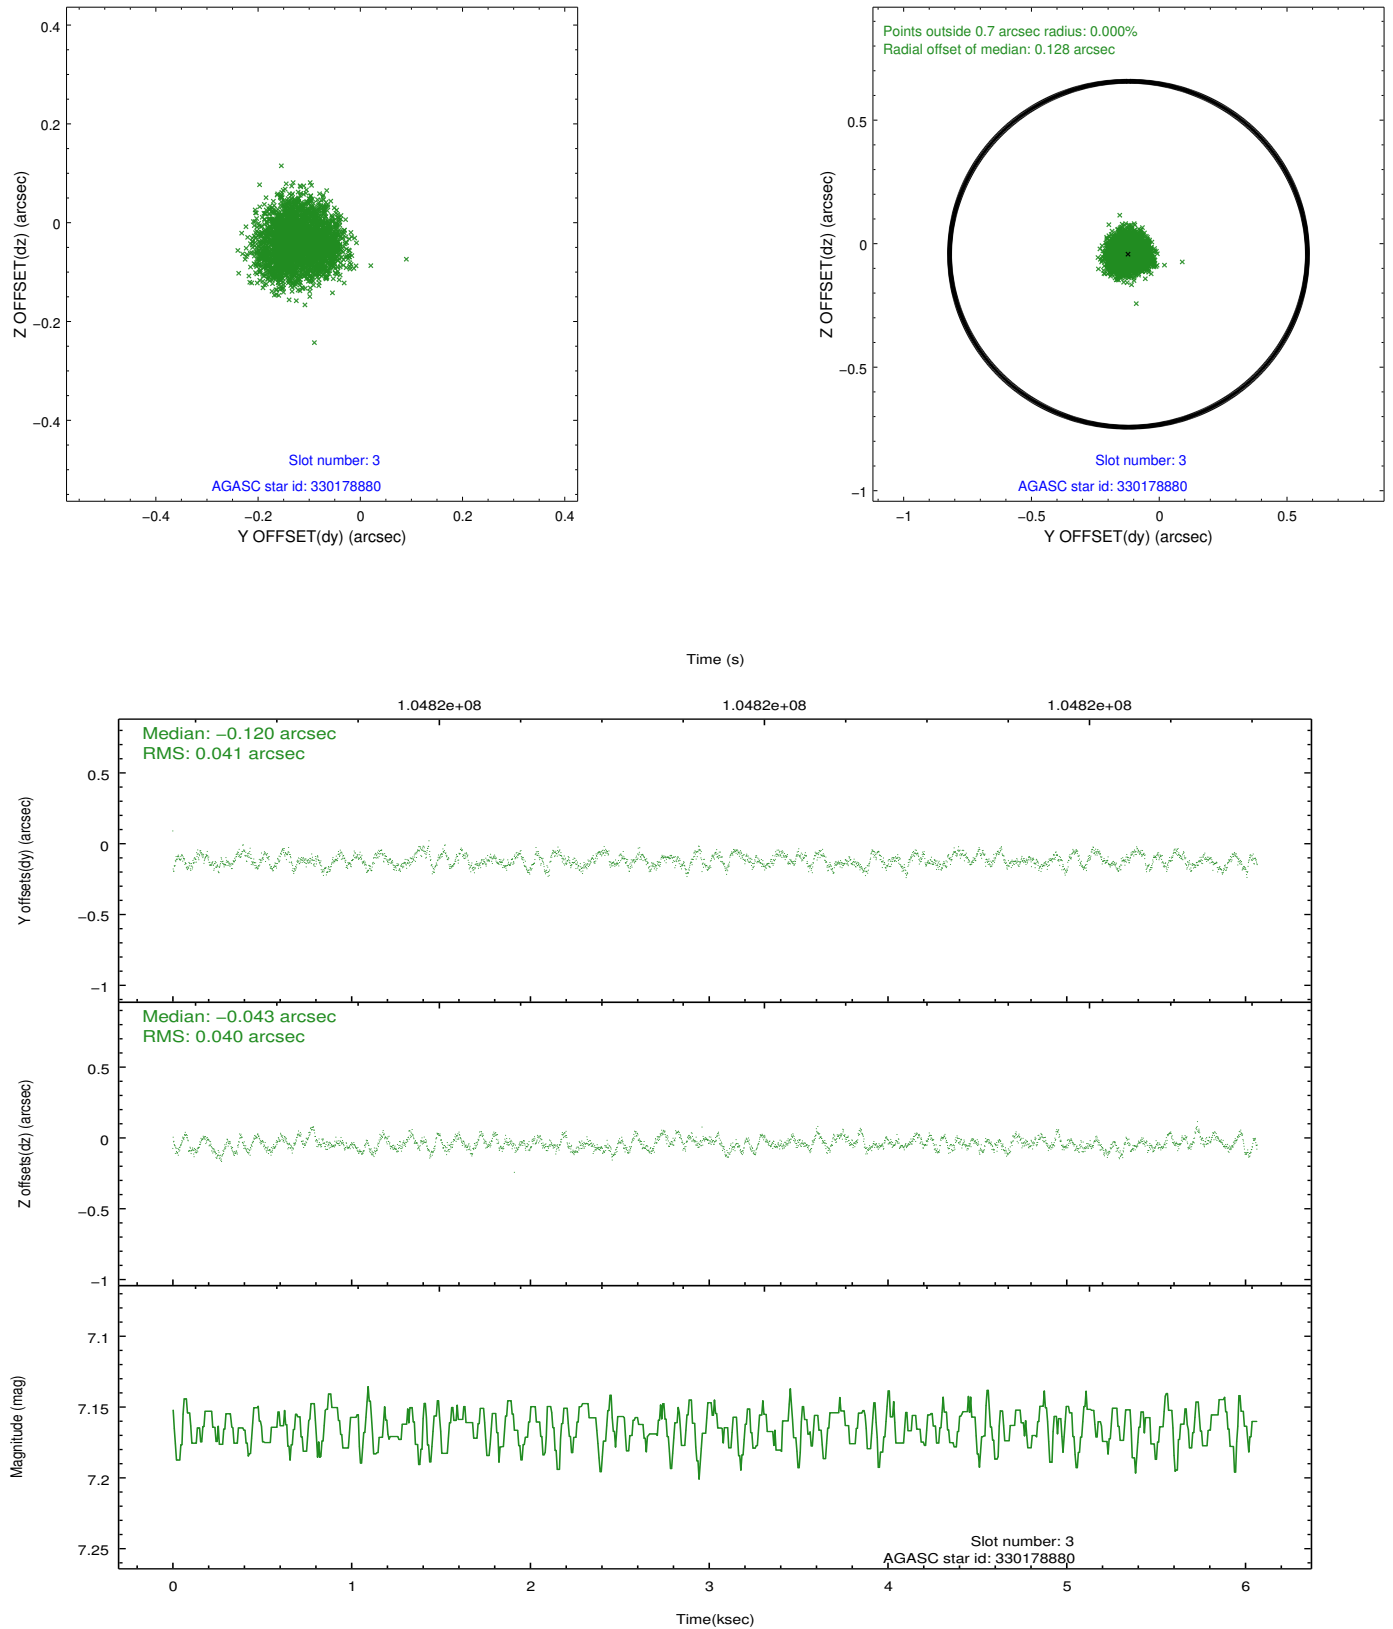 0.4
0.2
0
−0.2
−0.4
Z OFFSET(dz) (arcsec)
Slot number: 3
AGASC star id: 330178880
−0.4
−0.2
0
0.2
0.4
Y OFFSET(dy) (arcsec)
Points outside 0.7 arcsec radius: 0.000%
Radial offset of median: 0.128 arcsec
0.5
0
−0.5
−1
Z OFFSET(dz) (arcsec)
Slot number: 3
AGASC star id: 330178880
−1
−0.5
0
0.5
Y OFFSET(dy) (arcsec)
Time (s)
1.0482e+08
1.0482e+08
1.0482e+08
Median: −0.120 arcsec
RMS: 0.041 arcsec
0.5
0
−0.5
−1
Y offsets(dy) (arcsec)
Median: −0.043 arcsec
RMS: 0.040 arcsec
0.5
0
−0.5
−1
Z offsets(dz) (arcsec)
7.1
7.15
7.2
7.25
Magnitude (mag)
Slot number: 3
AGASC star id: 330178880
0
1
2
3
4
5
6
Time(ksec)